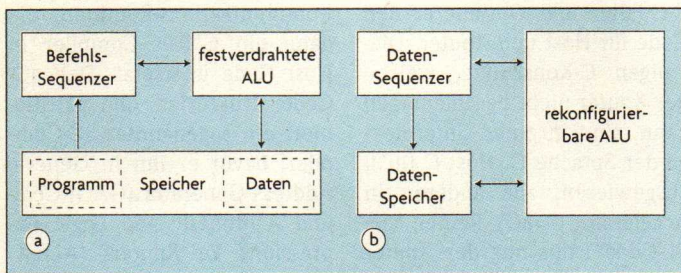 Befehls-
Sequenzer
festverdrahtete
ALU
Programm
Speicher
Daten
a
Daten-
Sequenzer
Daten-
Speicher
rekonfigurier-
bare ALU
b